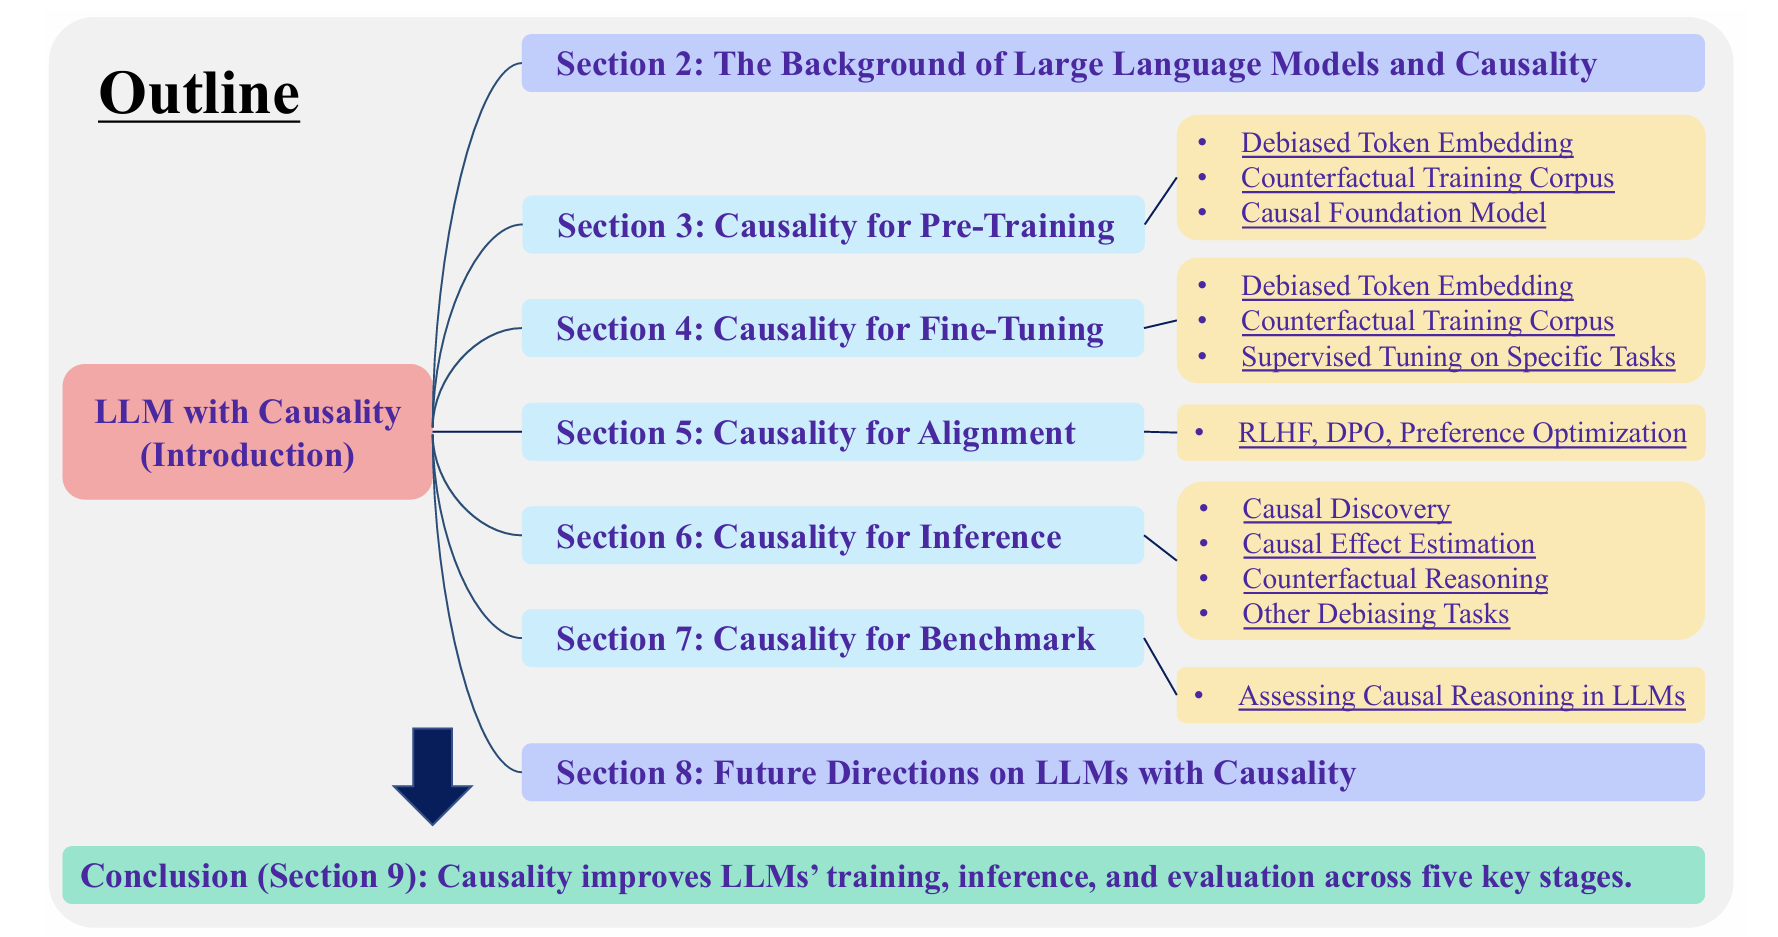 Outline
LLM with Causality
(Introduction)
Section 2: The Background of Large Language Models and Causality
Section 3: Causality for Pre-Training
• Debiased Token Embedding
• Counterfactual Training Corpus
• Causal Foundation Model
Section 4: Causality for Fine-Tuning
• Debiased Token Embedding
• Counterfactual Training Corpus
• Supervised Tuning on Specific Tasks
Section 5: Causality for Alignment
• RLHF, DPO, Preference Optimization
Section 6: Causality for Inference
• Causal Discovery
• Causal Effect Estimation
• Counterfactual Reasoning
• Other Debiasing Tasks
Section 7: Causality for Benchmark
• Assessing Causal Reasoning in LLMs
Section 8: Future Directions on LLMs with Causality
Conclusion (Section 9): Causality improves LLMs’ training, inference, and evaluation across five key stages.